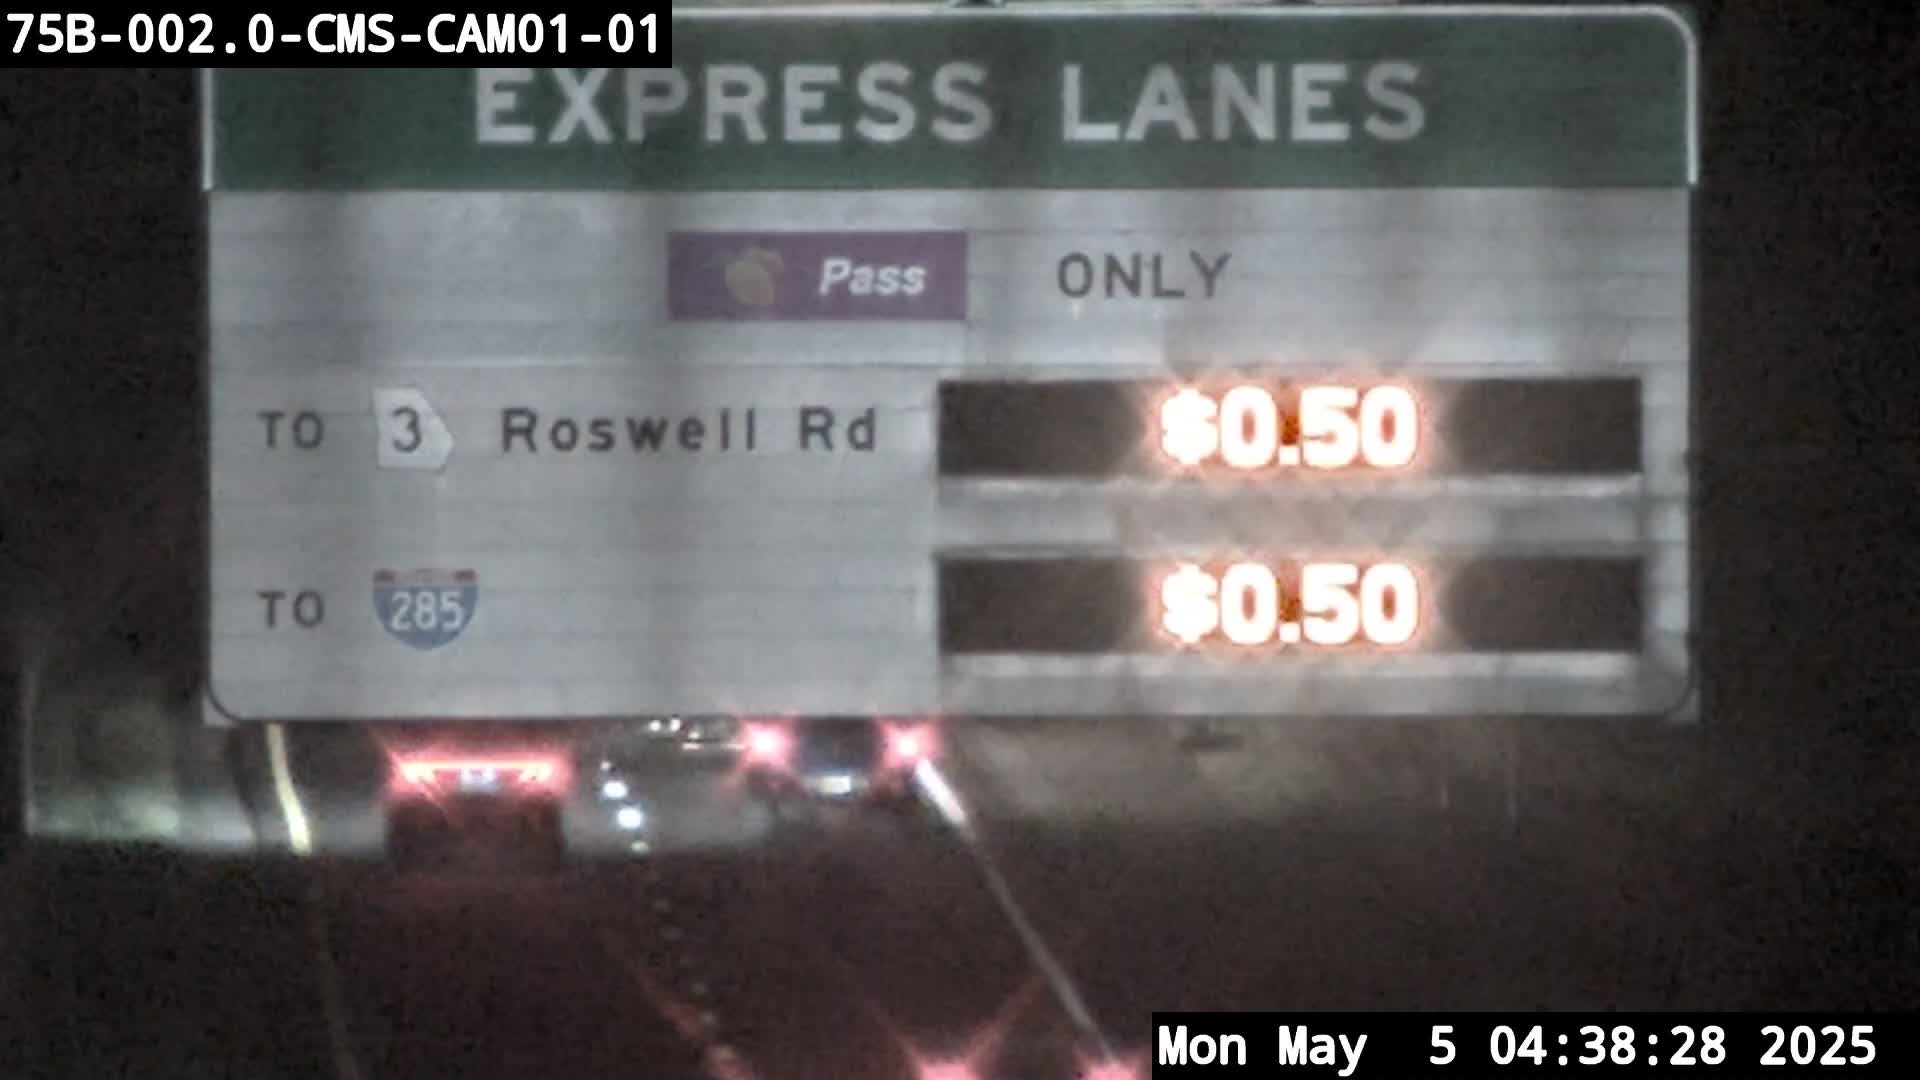 75B-002.0-CMS-CAM01-01
EXPRESS LANES
Pass ONLY
TO 3 Roswell Rd $0.50
TO 285 $0.50
Mon May 5 04:38:28 2025